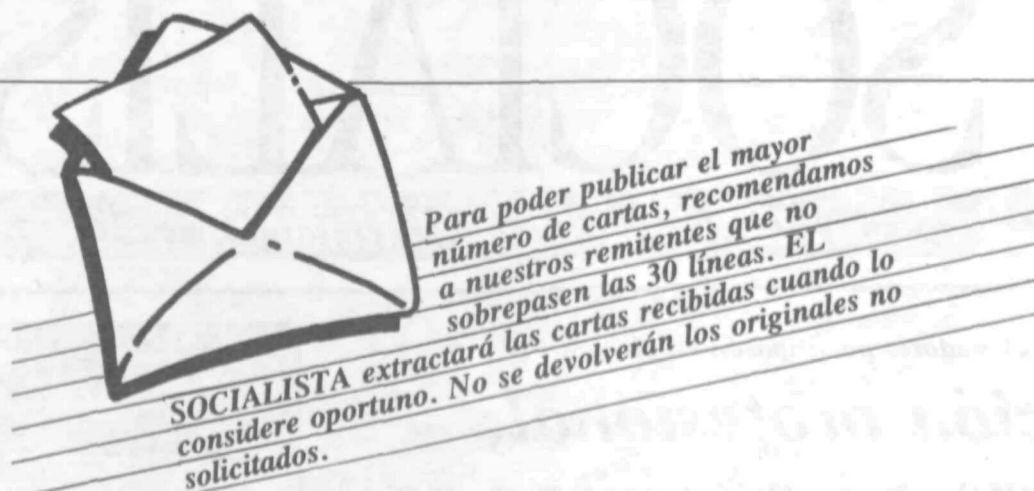 Para poder publicar el mayor
número de cartas, recomendamos
a nuestros remitentes que no
sobrepasen las 30 líneas. EL
SOCIALISTA extractará las cartas recibidas cuando lo
considere oportuno. No se devolverán los originales no
solicitados.